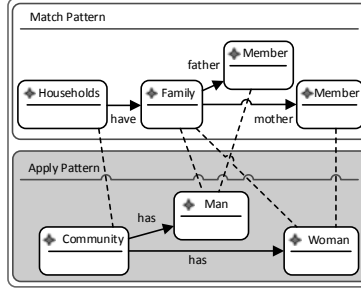 Match Pattern
Member
father
Households
Family
Member
have
mother
Apply Pattern
Man
has
Community
Woman
has